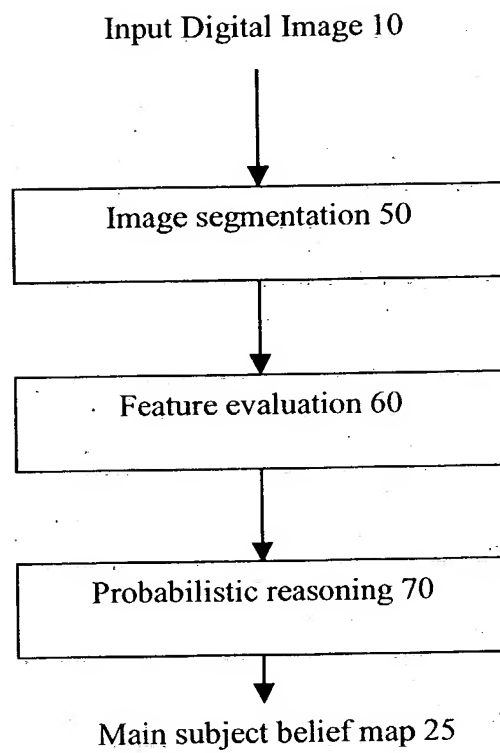 Input Digital Image 10
Image segmentation 50
Feature evaluation 60
Probabilistic reasoning 70
Main subject belief map 25